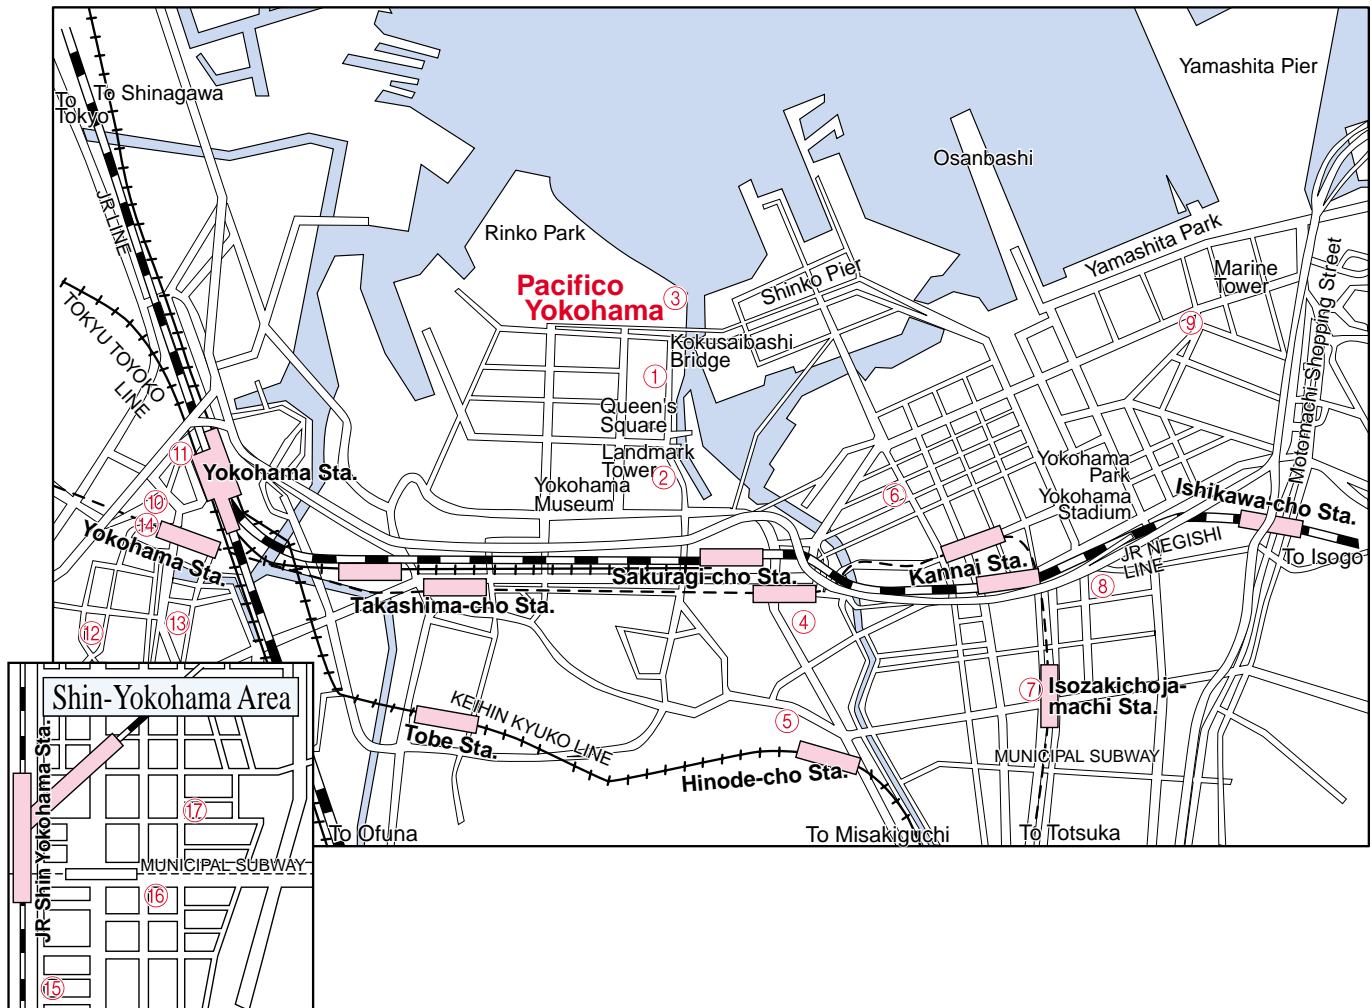 Yamashita Pier
To Shinagawa
To
Tokyo
Osanbashi
JR LINE
Rinko Park
Yamashita Park
Pacifico
Yokohama
③
Shinko Pier
Marine
Tower
TOKYU TOYOKO
LINE
⑨
Kokusaibashi
Bridge
Motomachi Shopping Street
①
Queen's
Square
⑪
Yokohama Sta.
Landmark
Tower
②
Yokohama
Museum
Yokohama
Park
Yokohama
Stadium
⑥
Ishikawa-cho Sta.
⑩
⑭
Yokohama Sta.
JR NEGISHI
LINE
To Isogo
Kannai Sta.
Sakuragi-cho Sta.
Takashima-cho Sta.
⑧
④
⑫
⑬
Shin-Yokohama Area
KEIHIN KYUKO LINE
⑦
Isozakichoja-
machi Sta.
⑤
Tobe Sta.
Hinode-cho Sta.
MUNICIPAL SUBWAY
JR Shin Yokohama Sta.
⑰
To Ofuna
To Misakiguchi
To Totsuka
MUNICIPAL SUBWAY
⑯
⑮